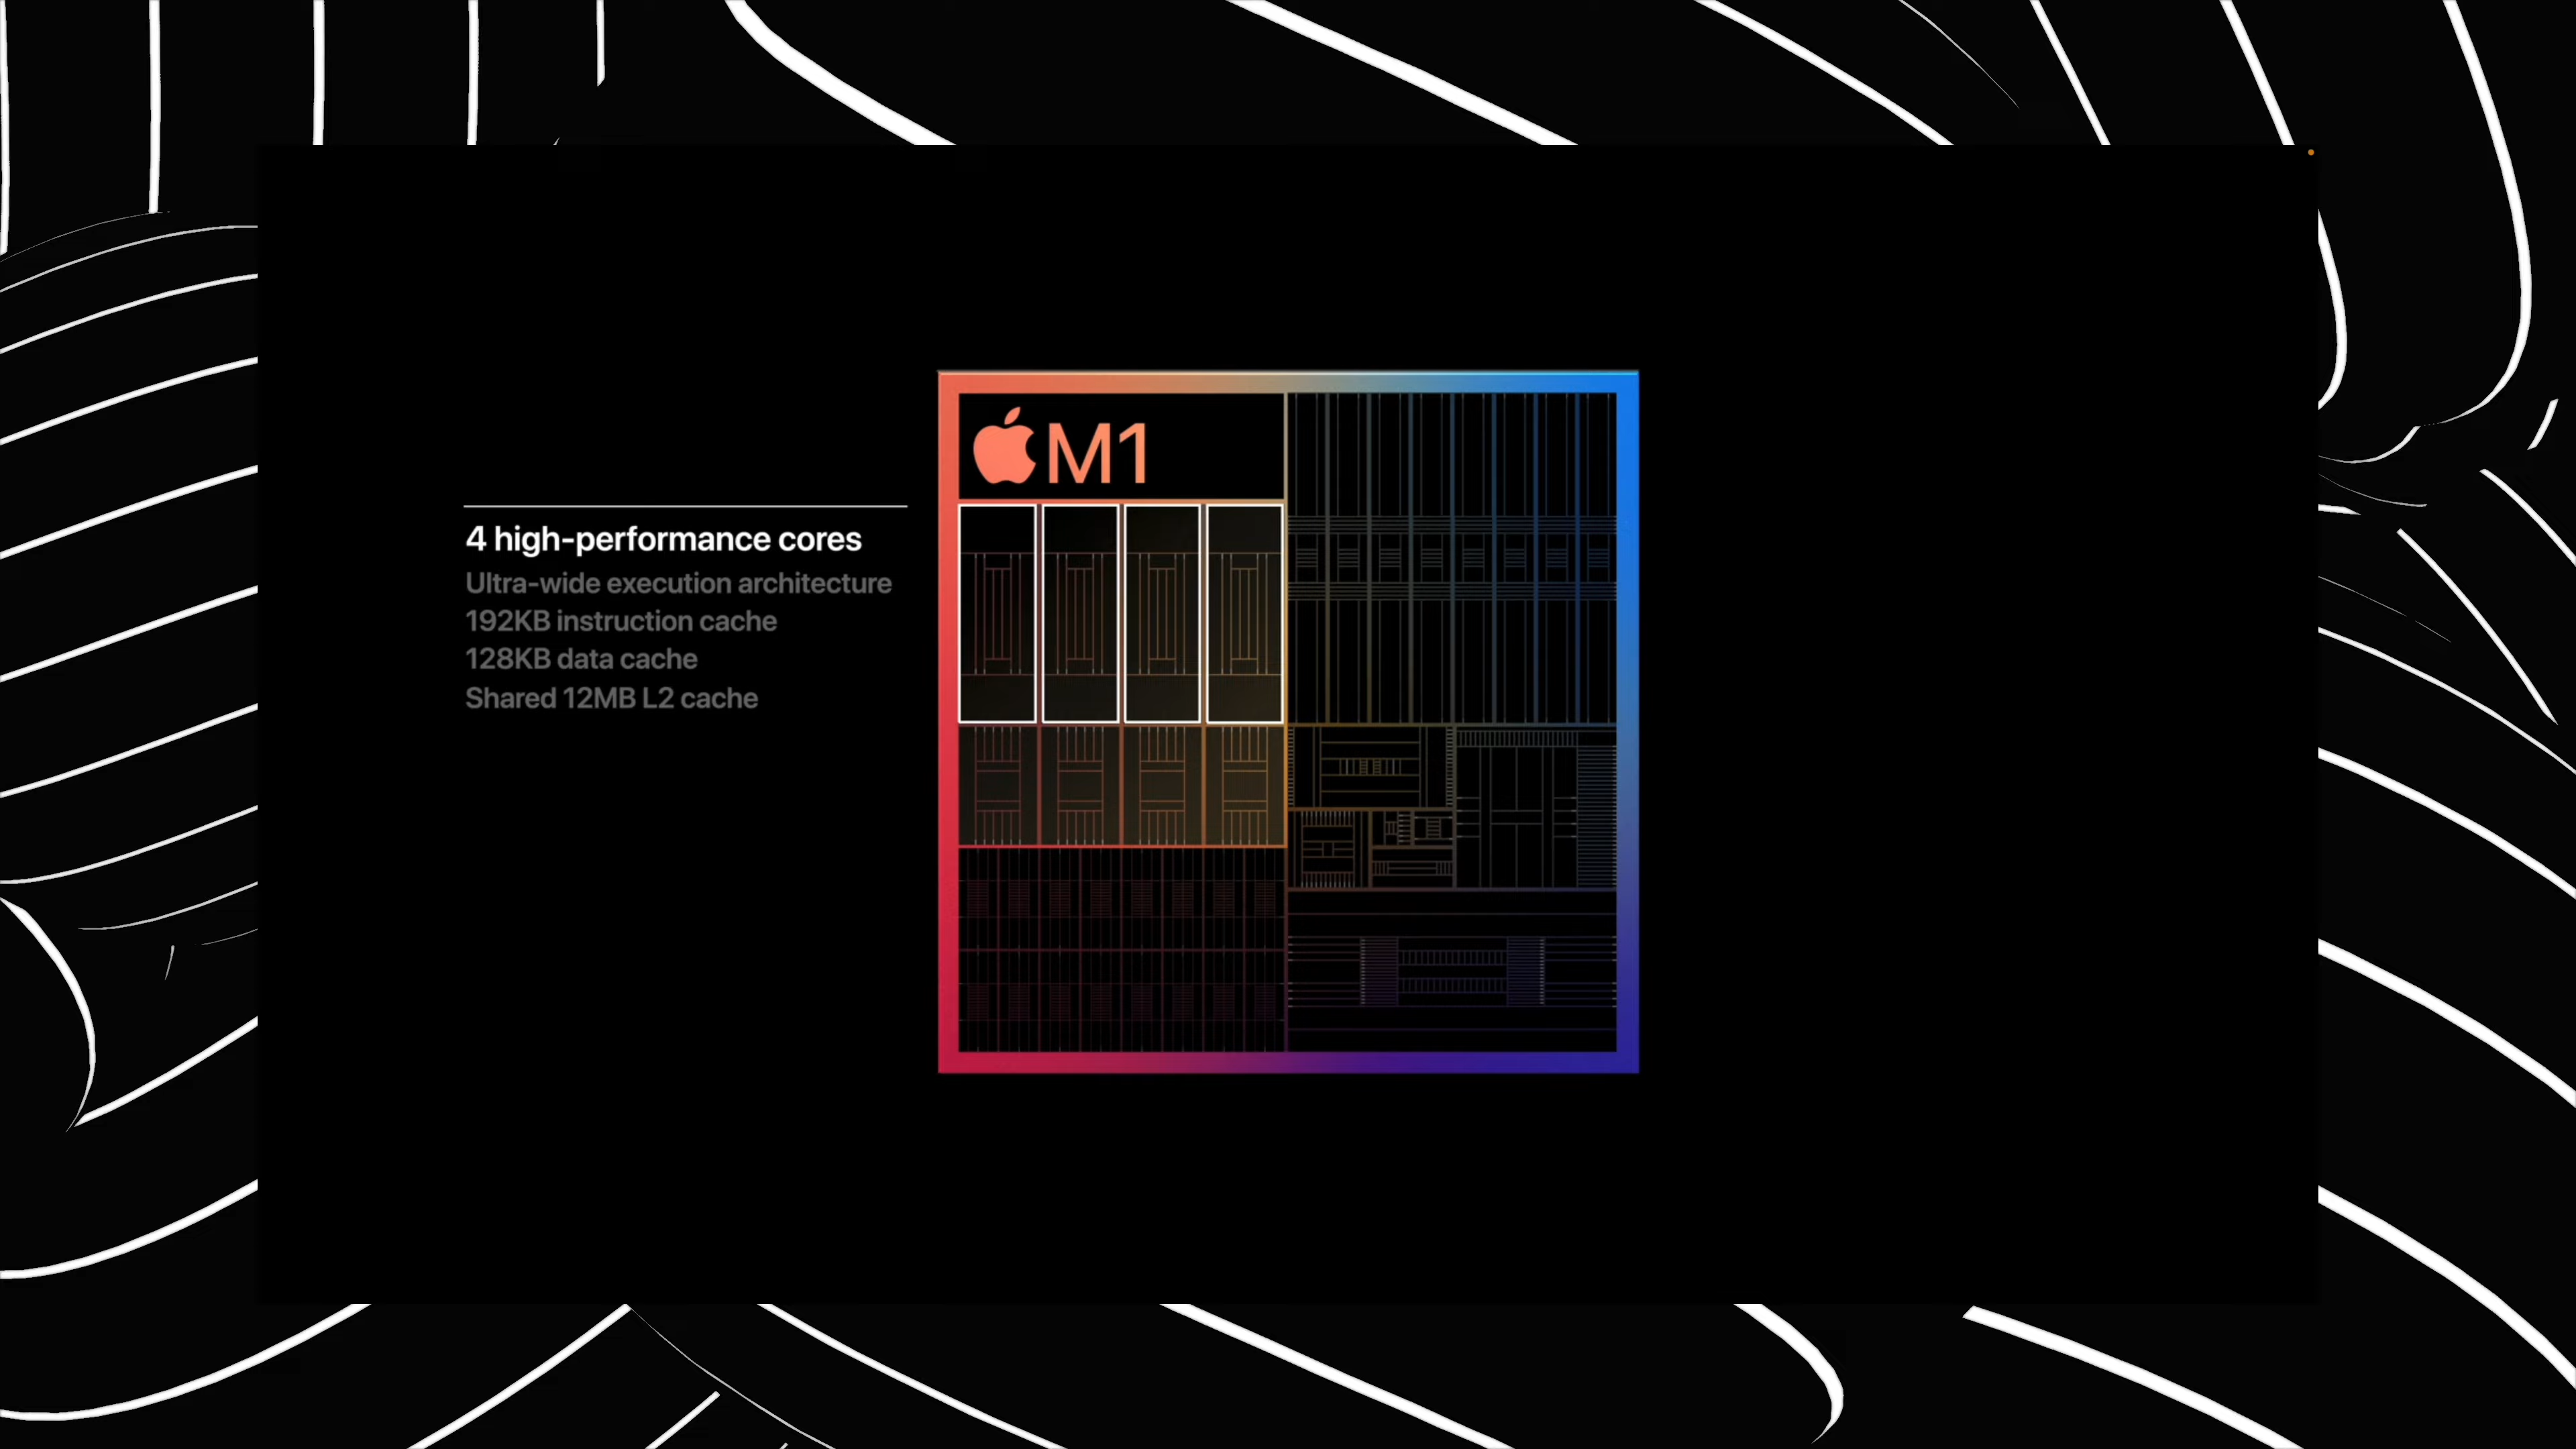 M1
4 high-performance cores
Ultra-wide execution architecture
192KB instruction cache
128KB data cache
Shared 12MB L2 cache